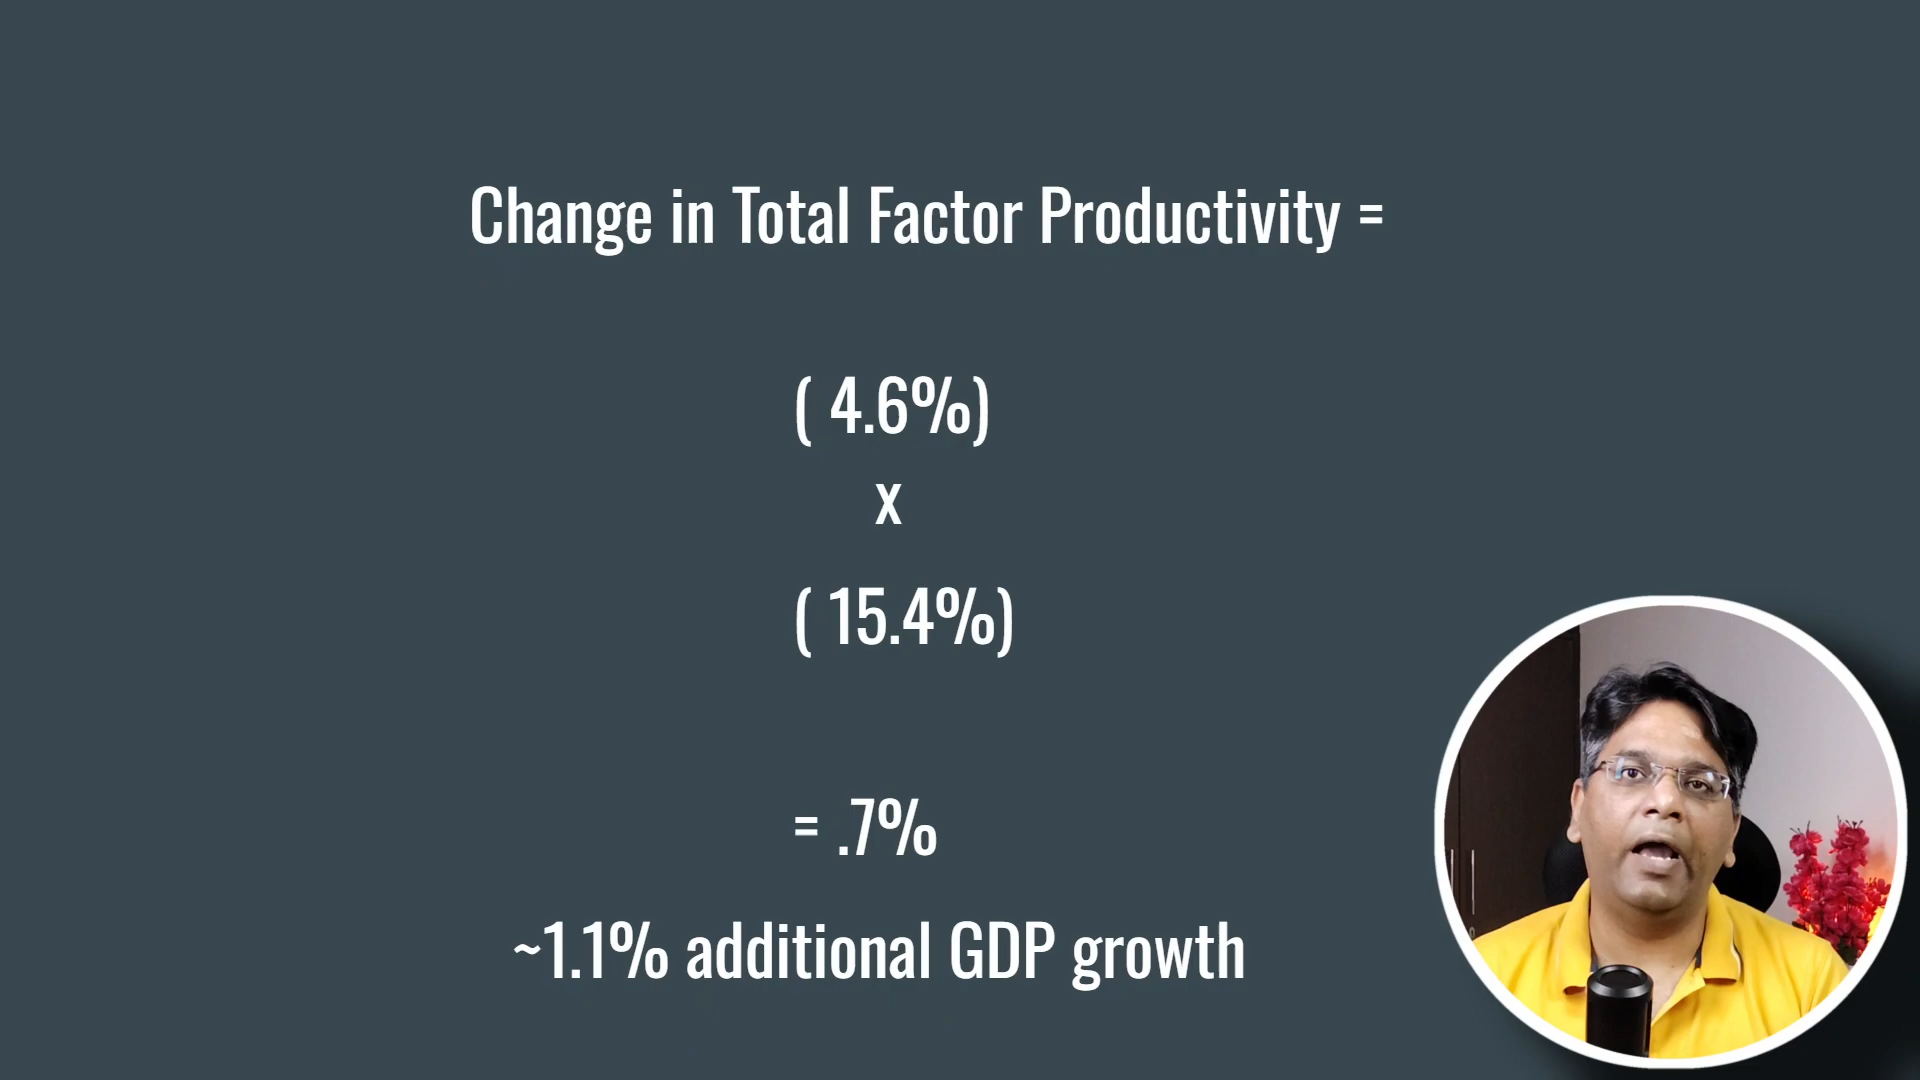 Change in Total Factor Productivity =
( 4.6%)
x
( 15.4%)
= .7%
~1.1% additional GDP growth